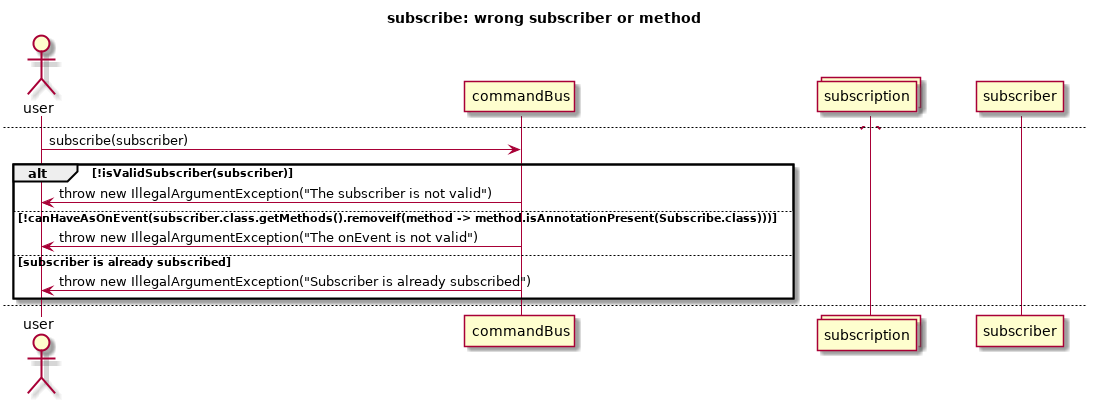 subscribe: wrong subscriber or method
user
commandBus
subscription
subscriber
subscribe(subscriber)
alt [!isValidSubscriber(subscriber)]
throw new IllegalArgumentException("The subscriber is not valid")
[!canHaveAsOnEvent(subscriber.class.getMethods().removeIf(method -> method.isAnnotationPresent(Subscribe.class)))]
throw new IllegalArgumentException("The onEvent is not valid")
[subscriber is already subscribed]
throw new IllegalArgumentException("Subscriber is already subscribed")
user
commandBus
subscription
subscriber